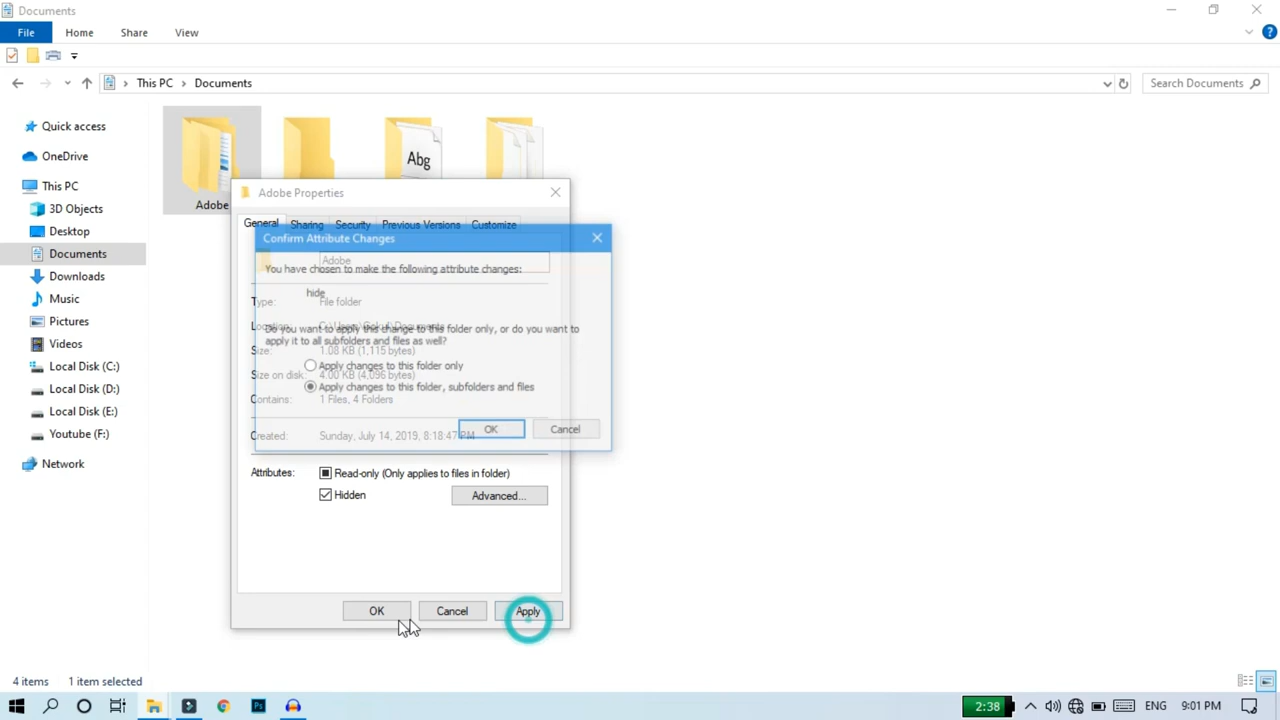 Documents
File
Home
Share
View
This PC
Documents
Search Documents
Quick access
OneDrive
This PC
3D Objects
Desktop
Documents
Downloads
Music
Pictures
Videos
Local Disk (C:)
Local Disk (D:)
Local Disk (E:)
Youtube (F:)
Network
Abg
Adobe
Adobe Properties
General
Sharing
Security
Previous Versions
Customize
Confirm Attribute Changes
Adobe
You have chosen to make the following attribute changes:
hide
Type:
File folder
Do you want to apply this change to this folder only, or do you want to
apply it to all subfolders and files as well?
Size:
1.08 KB (1,115 bytes)
Apply changes to this folder only
Size on disk:
4.00 KB (4,096 bytes)
Apply changes to this folder, subfolders and files
Contains:
1 Files, 4 Folders
OK
Cancel
Created:
Sunday, July 14, 2019, 8:18:47 PM
Attributes:
Read-only (Only applies to files in folder)
Hidden
Advanced...
OK
Cancel
Apply
4 items
1 item selected
Ps
2:38
ENG
9:01 PM